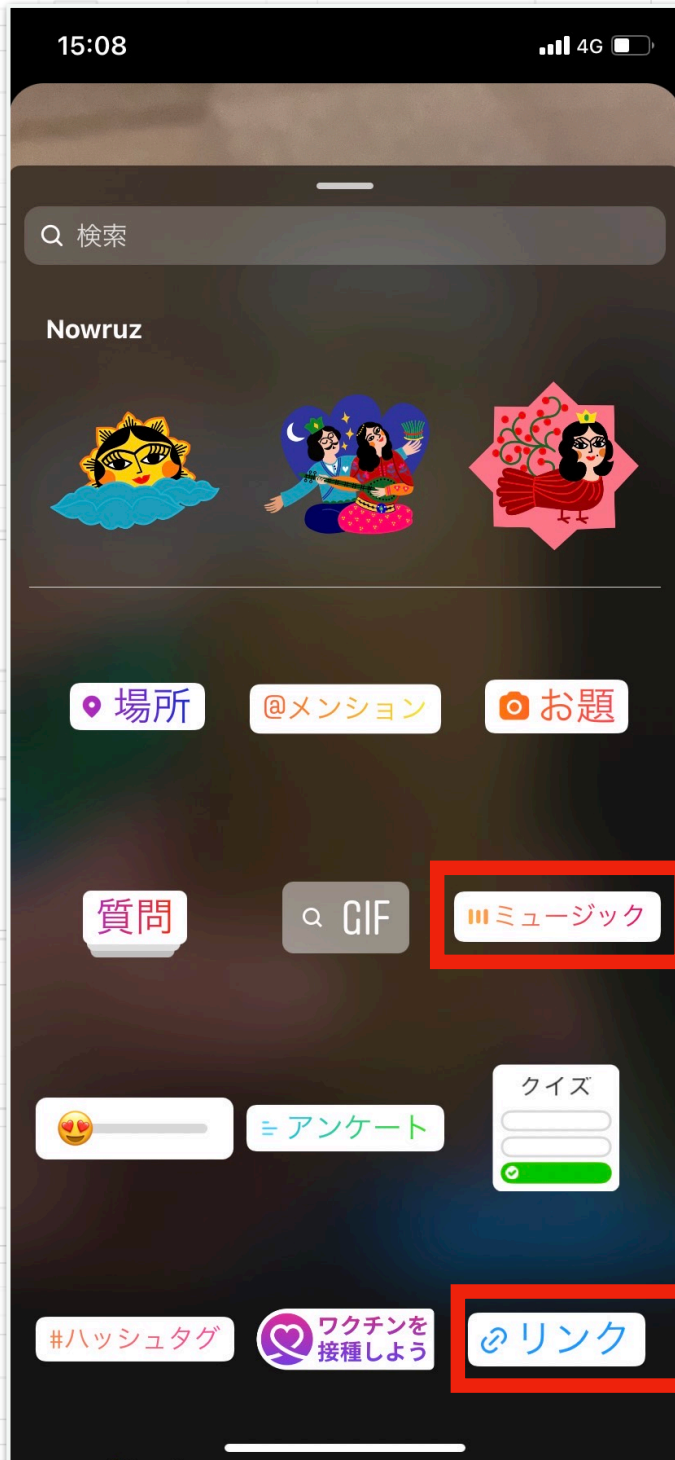 15:08 4G
検索
Nowruz
場所 @メンション お題
質問 GIF ミュージック
アンケート クイズ
#ハッシュタグ ワクチンを
接種しよう リンク